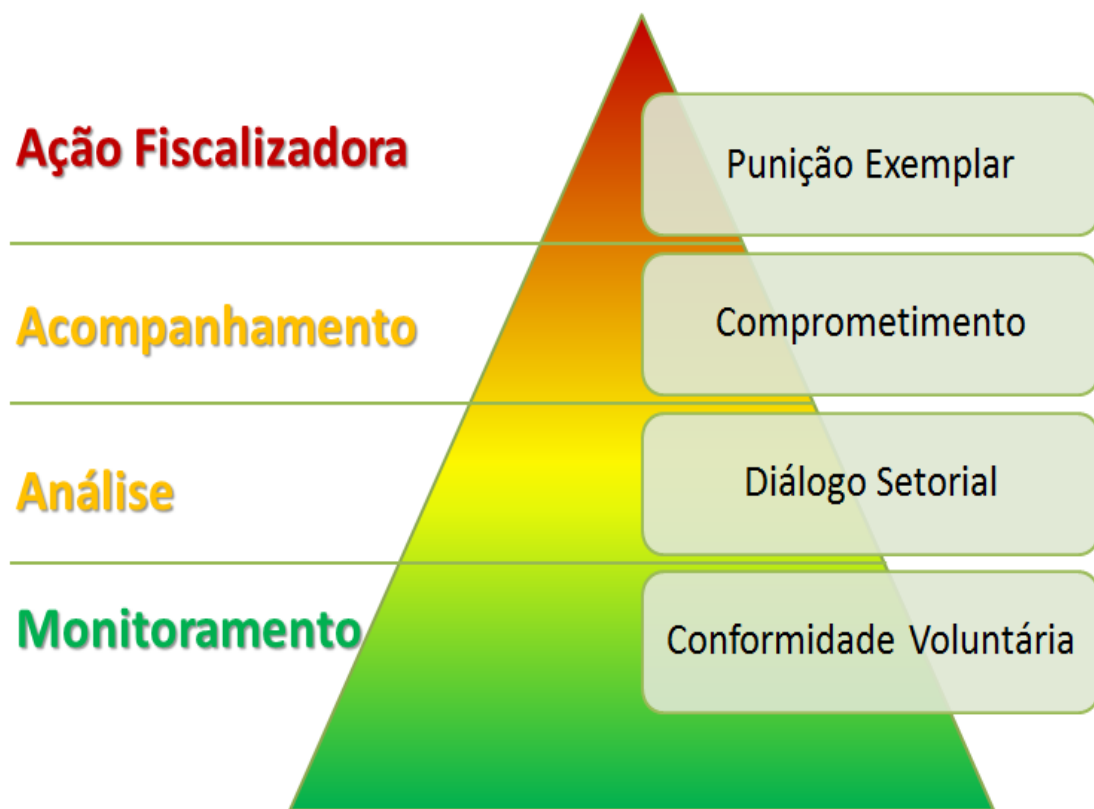 Ação Fiscalizadora
Punição Exemplar
Acompanhamento
Comprometimento
Análise
Diálogo Setorial
Monitoramento
Conformidade Voluntária